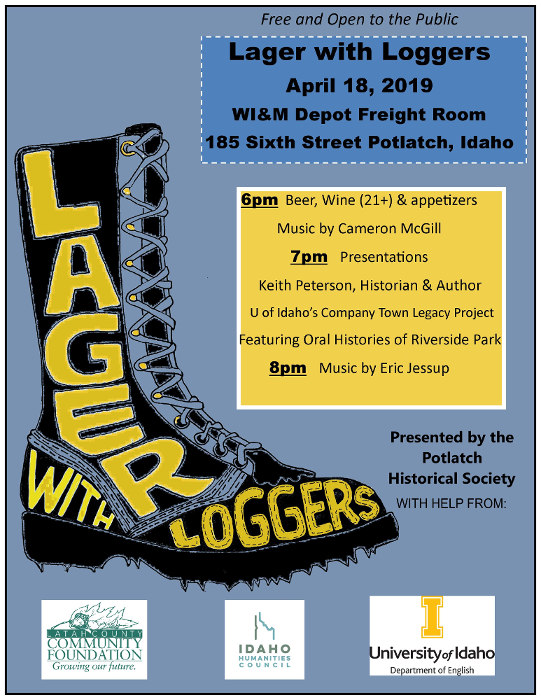 Free and Open to the Public
Lager with Loggers
April 18, 2019
WI&M Depot Freight Room
185 Sixth Street Potlatch, Idaho
6pm Beer, Wine (21+) & appetizers
Music by Cameron McGill
7pm Presentations
Keith Peterson, Historian & Author
U of Idaho's Company Town Legacy Project
Featuring Oral Histories of Riverside Park
8pm Music by Eric Jessup
LAGER
WITH
LOGGERS
Presented by the
Potlatch
Historical Society
WITH HELP FROM:
LATAH COUNTY
COMMUNITY
FOUNDATION
Growing our future.
IDAHO
HUMANITIES
COUNCIL
I
University of Idaho
Department of English